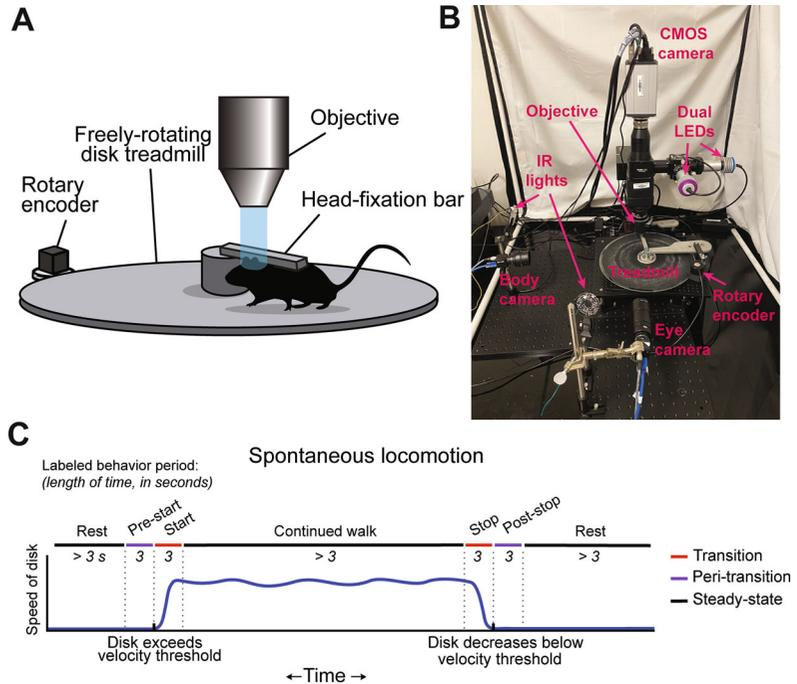 A
Objective
Freely-rotating
disk treadmill
Rotary
encoder
Head-fixation bar
B
CMOS
camera
Objective
Dual
LEDs
IR
lights
Treadmill
Body
camera
Rotary
encoder
Eye
camera
C
Labeled behavior period:
(length of time, in seconds)
Spontaneous locomotion
Rest
Pre-start
Start
Continued walk
Stop
Post-stop
Rest
> 3 s
3
3
> 3
3
3
> 3
Transition
Peri-transition
Steady-state
Speed of disk
Disk exceeds
velocity threshold
Disk decreases below
velocity threshold
←Time→